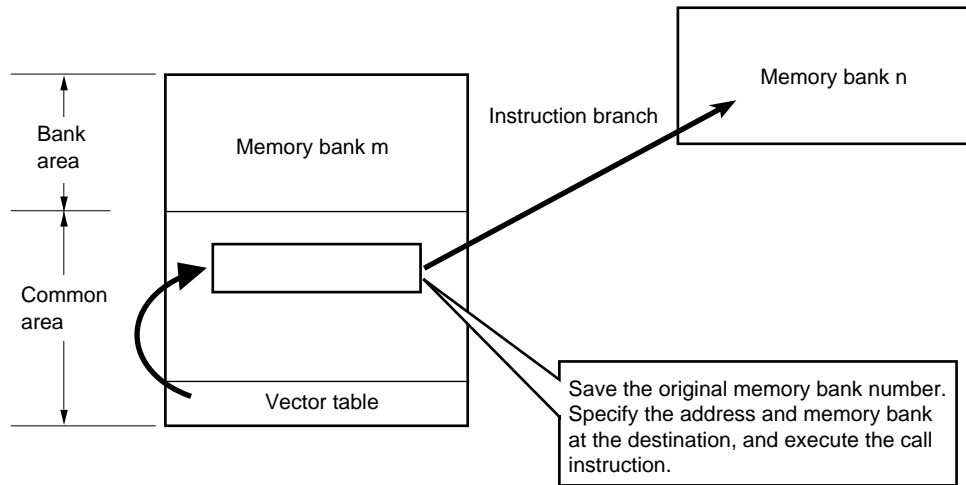 Memory bank n
Instruction branch
Bank
area
Memory bank m
Common
area
Vector table
Save the original memory bank number.
Specify the address and memory bank
at the destination, and execute the call
instruction.